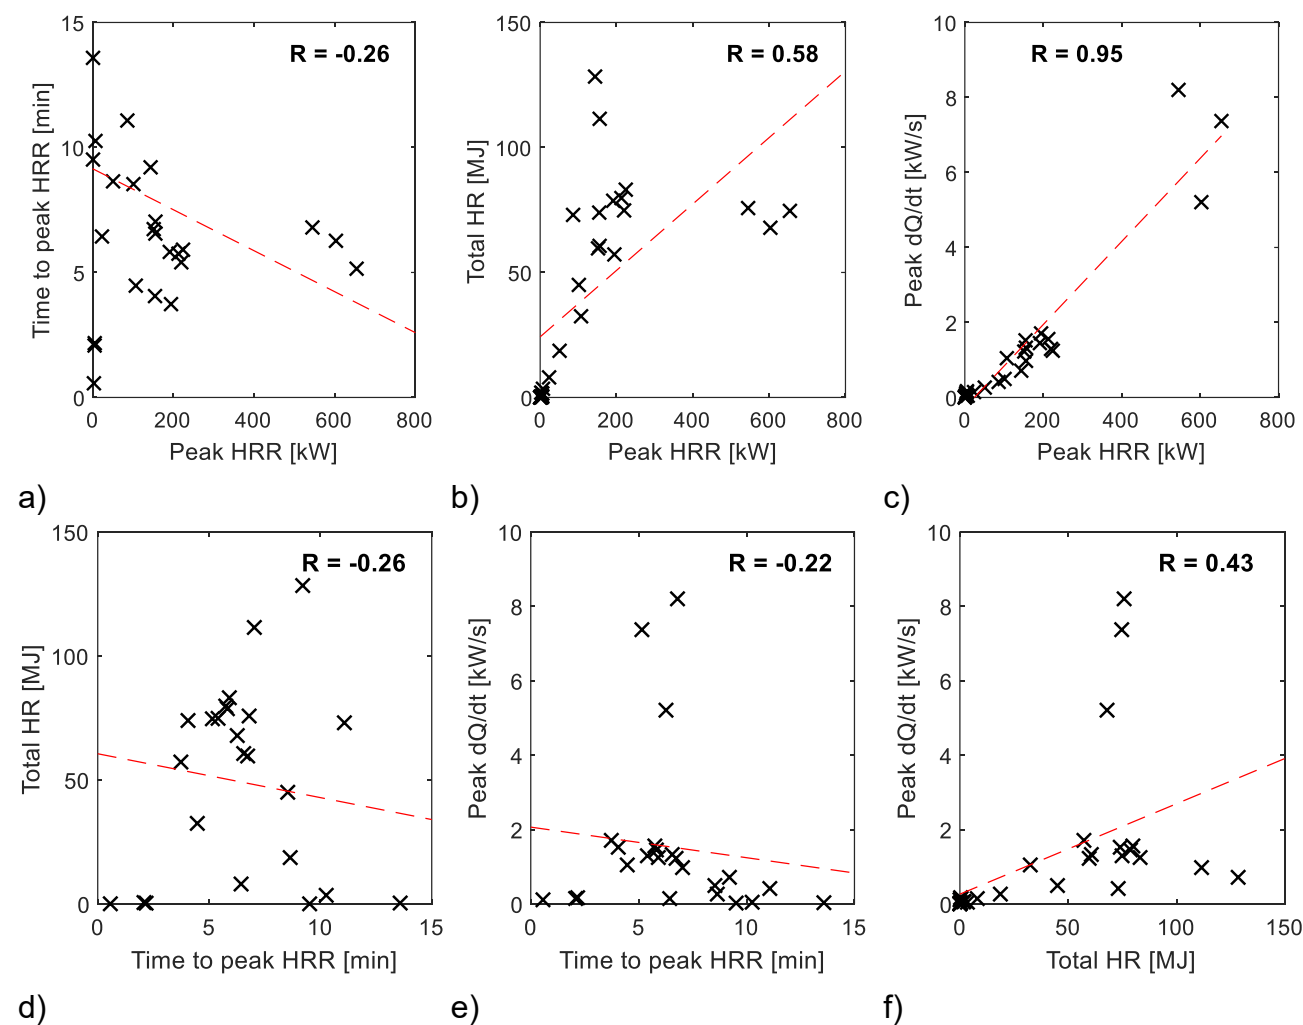 15
10
5
0
R = -0.26
Time to peak HRR [min]
0 200 400 600 800
Peak HRR [kW]
a)
150
100
50
0
R = 0.58
Total HR [MJ]
0 200 400 600 800
Peak HRR [kW]
b)
10
8
6
4
2
0
R = 0.95
Peak dQ/dt [kW/s]
0 200 400 600 800
Peak HRR [kW]
c)
150
100
50
0
R = -0.26
Total HR [MJ]
0 5 10 15
Time to peak HRR [min]
d)
10
8
6
4
2
0
R = -0.22
Peak dQ/dt [kW/s]
0 5 10 15
Time to peak HRR [min]
e)
10
8
6
4
2
0
R = 0.43
Peak dQ/dt [kW/s]
0 50 100 150
Total HR [MJ]
f)